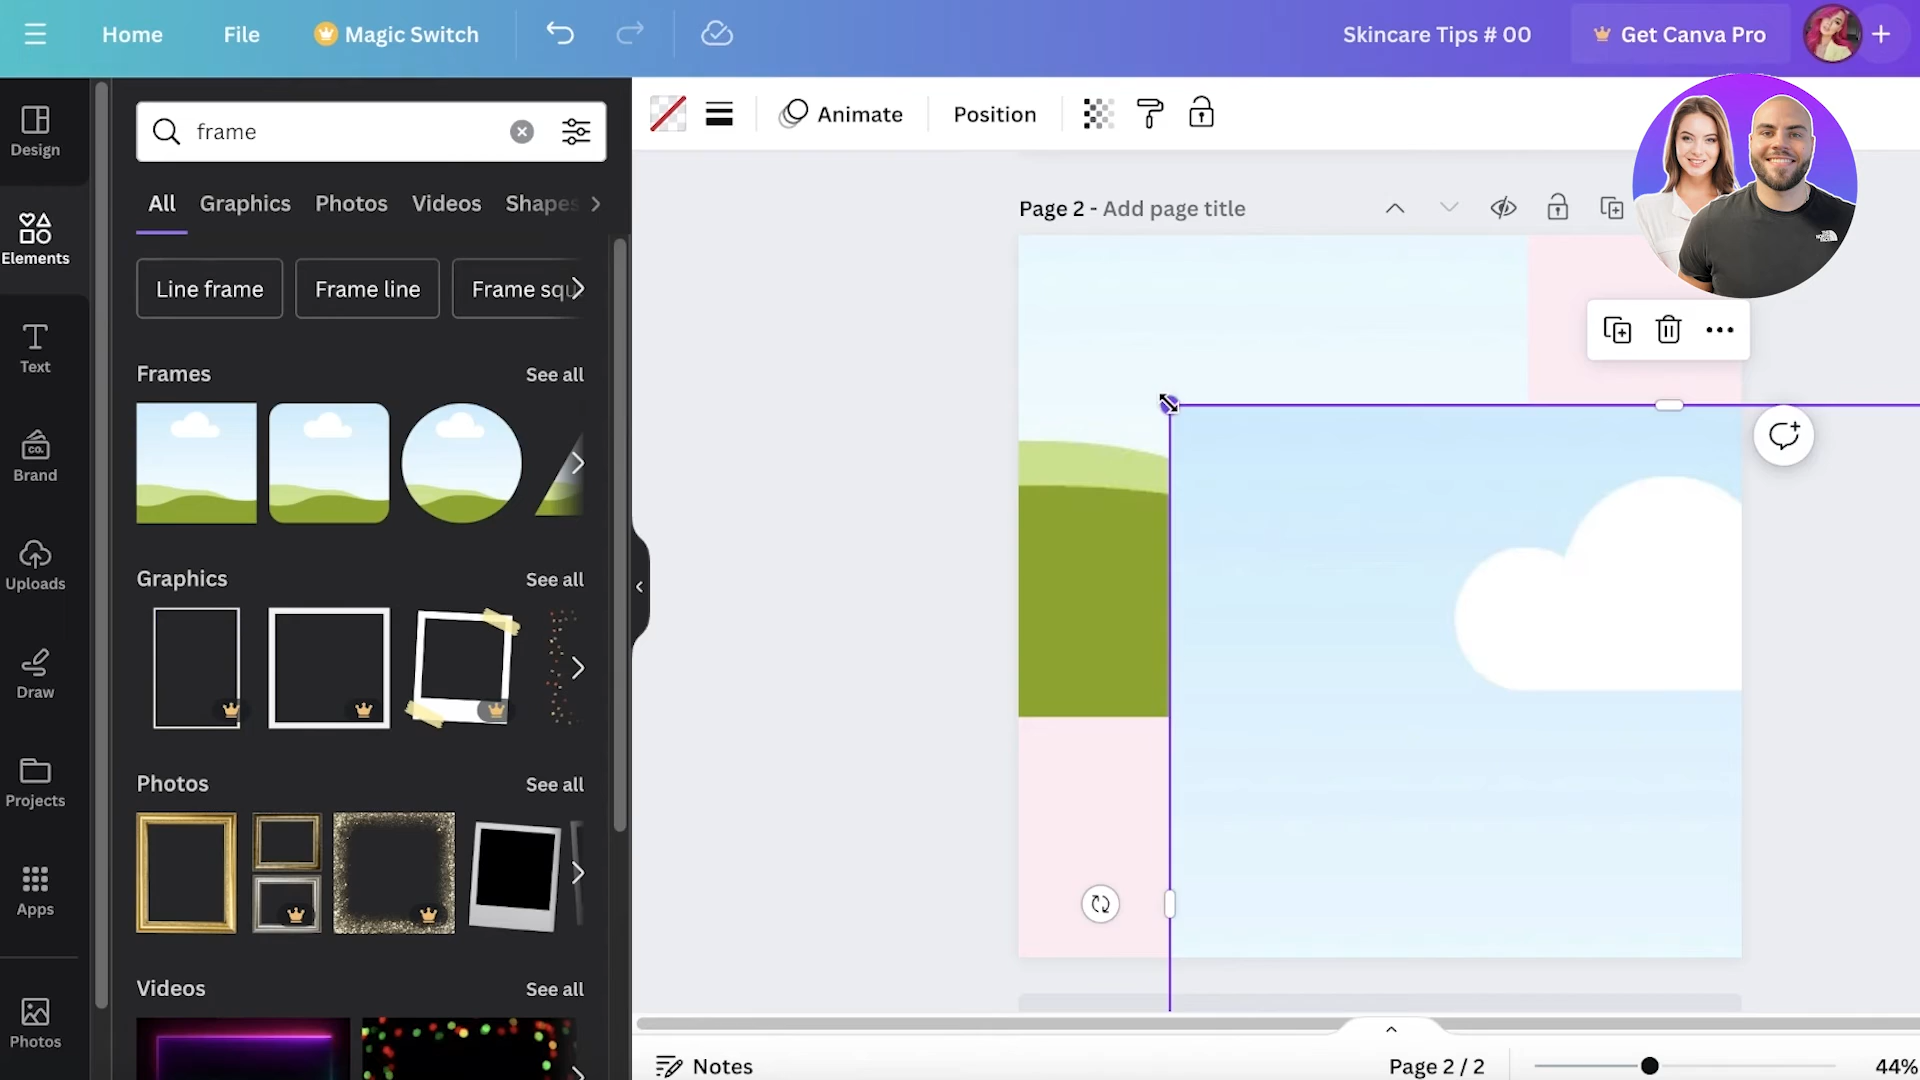 Home File Magic Switch Skincare Tips # 00 Get Canva Pro
Design
Elements
Text
CO.
Brand
Uploads
Draw
Projects
Apps
Photos
frame
All Graphics Photos Videos Shapes
Line frame Frame line Frame squ
Frames See all
Graphics See all
Photos See all
Videos See all
Animate Position
Page 2 - Add page title
Notes Page 2 / 2 44%